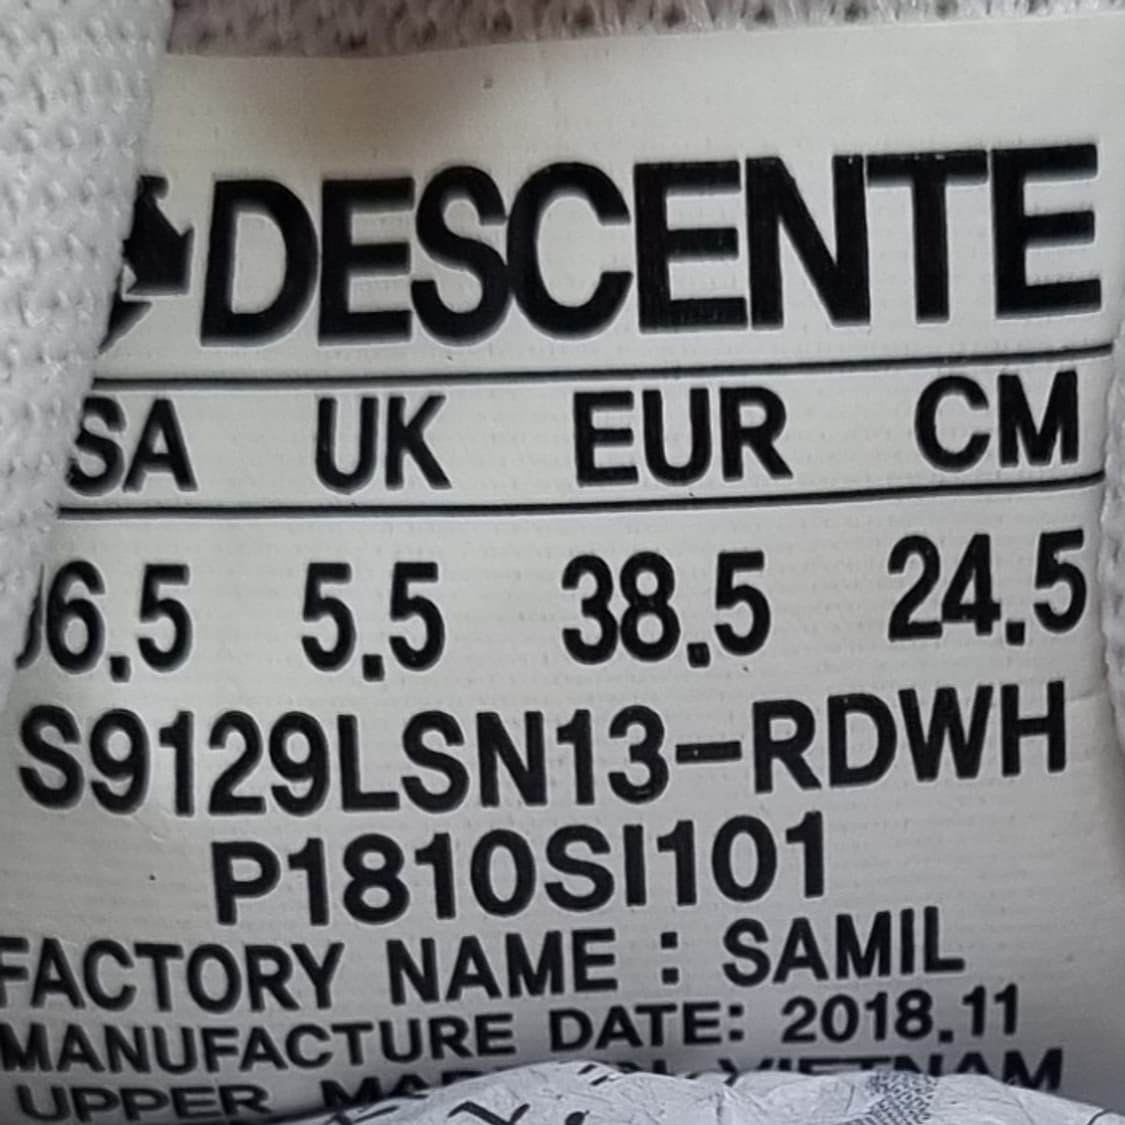 DESCENTE
SA UK EUR CM
6.5 5.5 38.5 24.5
S9129LSN13-RDWH
P1810SI101
FACTORY NAME : SAMIL
MANUFACTURE DATE: 2018.11
UPPER VIETNAM